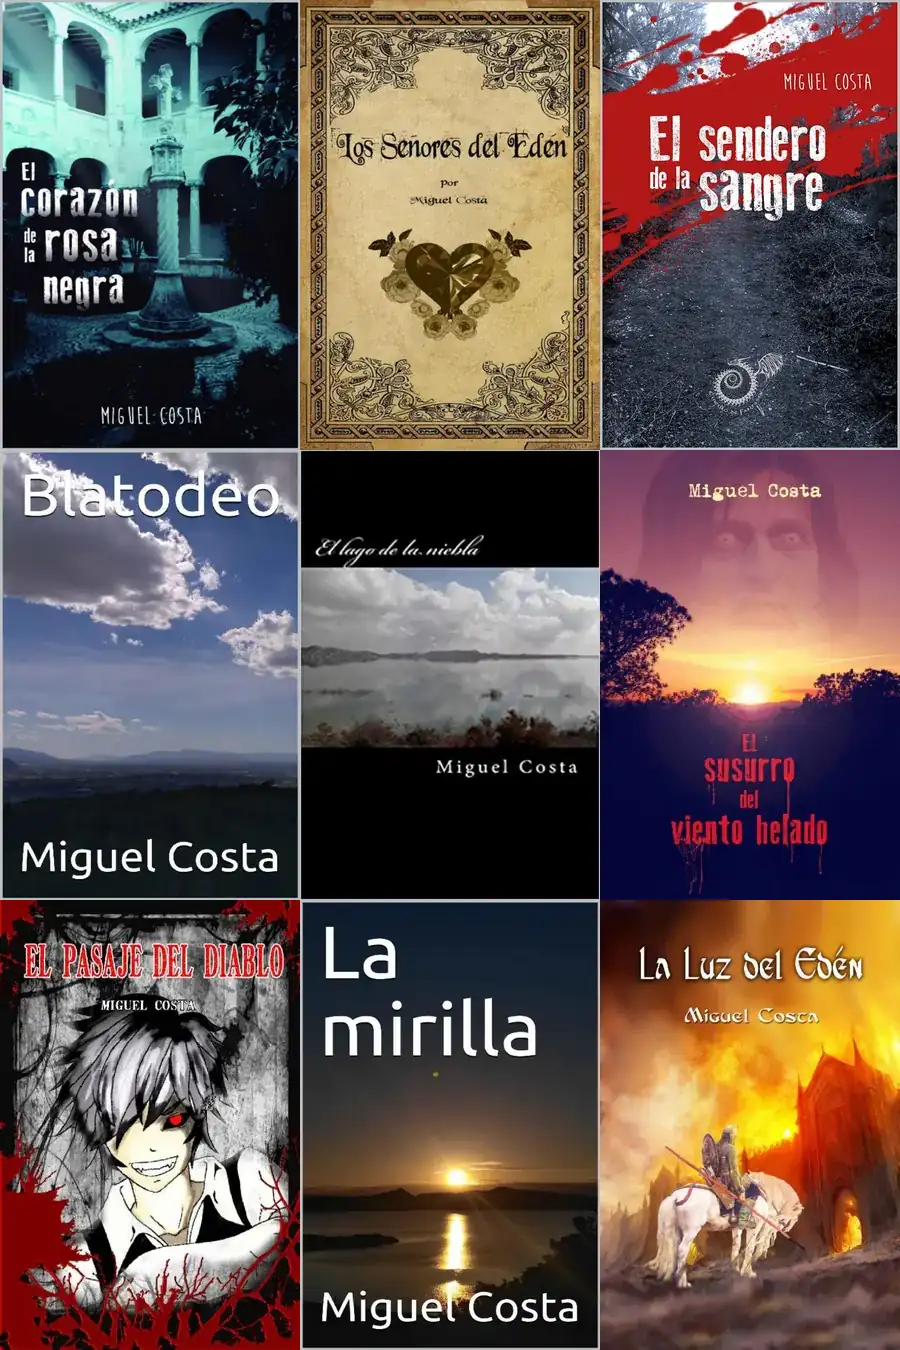 El
corazón
de la rosa
negra
MIGUEL COSTA
Los Señores del Edén
por
Miguel Costa
MIGUEL COSTA
El sendero
de la sangre
Blatodeo
Miguel Costa
El lago de la niebla
Miguel Costa
Miguel Costa
El
susurro
del
viento helado
EL PASAJE DEL DIABLO
MIGUEL COSTA
La
mirilla
Miguel Costa
La Luz del Edén
Miguel Costa